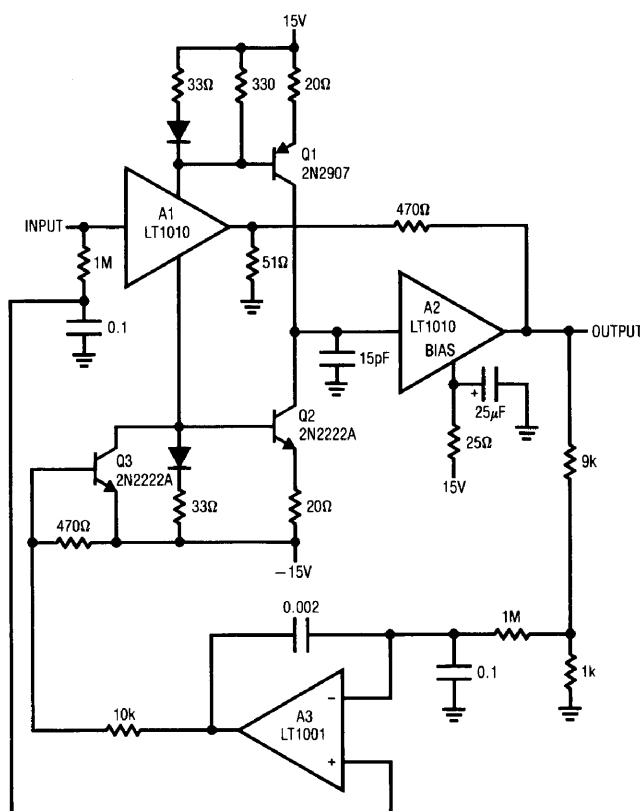 15V
33Ω
330
20Ω
Q1
2N2907
INPUT
A1
LT1010
470Ω
1M
51Ω
0.1
A2
LT1010
BIAS
OUTPUT
15pF
+
25μF
Q2
2N2222A
25Ω
15V
9k
Q3
2N2222A
33Ω
20Ω
470Ω
−15V
0.002
1M
0.1
1k
10k
A3
LT1001
−
+